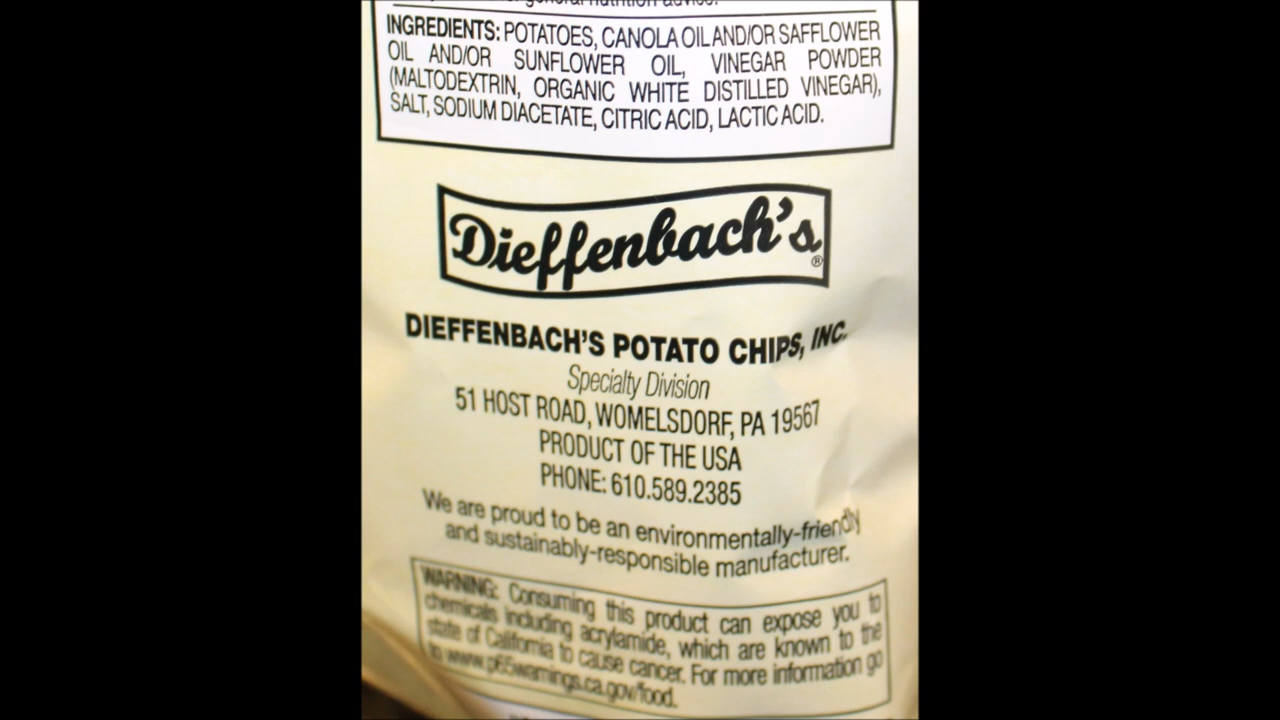 general nutrition advice.
INGREDIENTS: POTATOES, CANOLA OIL AND/OR SAFFLOWER
OIL AND/OR SUNFLOWER OIL, VINEGAR POWDER
(MALTODEXTRIN, ORGANIC WHITE DISTILLED VINEGAR),
SALT, SODIUM DIACETATE, CITRIC ACID, LACTIC ACID.
Dieffenbach's®
DIEFFENBACH'S POTATO CHIPS, INC.
Specialty Division
51 HOST ROAD, WOMELSDORF, PA 19567
PRODUCT OF THE USA
PHONE: 610.589.2385
We are proud to be an environmentally-friendly
and sustainably-responsible manufacturer.
WARNING: Consuming this product can expose you to
chemicals including acrylamide, which are known to the
state of California to cause cancer. For more information go
to www.p65warnings.ca.gov/food.